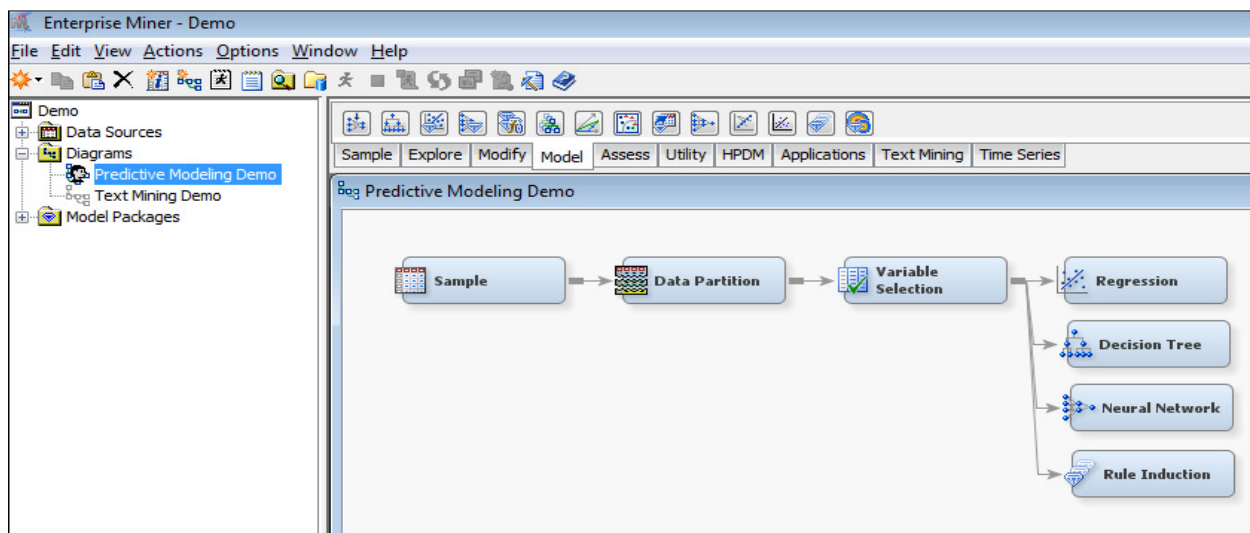 Enterprise Miner - Demo
File Edit View Actions Options Window Help
Demo
Data Sources
Diagrams
Predictive Modeling Demo
Text Mining Demo
Model Packages
Sample Explore Modify Model Assess Utility HPDM Applications Text Mining Time Series
Predictive Modeling Demo
Sample
Data Partition
Variable
Selection
Regression
Decision Tree
Neural Network
Rule Induction